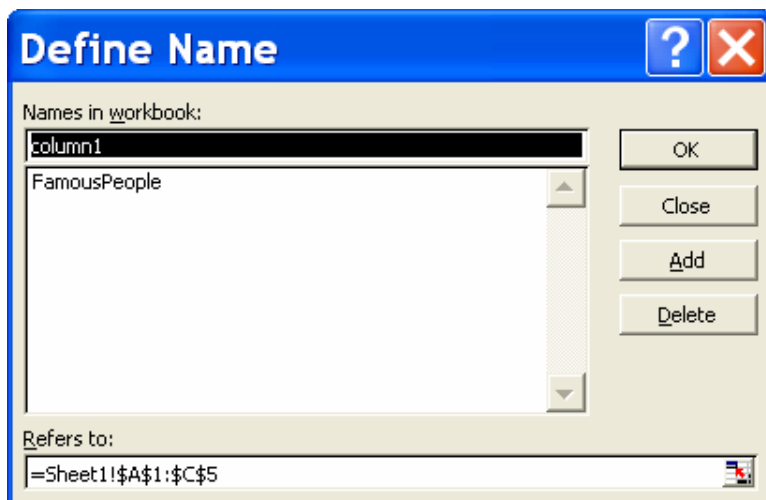 Define Name
?
Names in workbook:
column1
OK
FamousPeople
Close
Add
Delete
Refers to:
=Sheet1!$A$1:$C$5